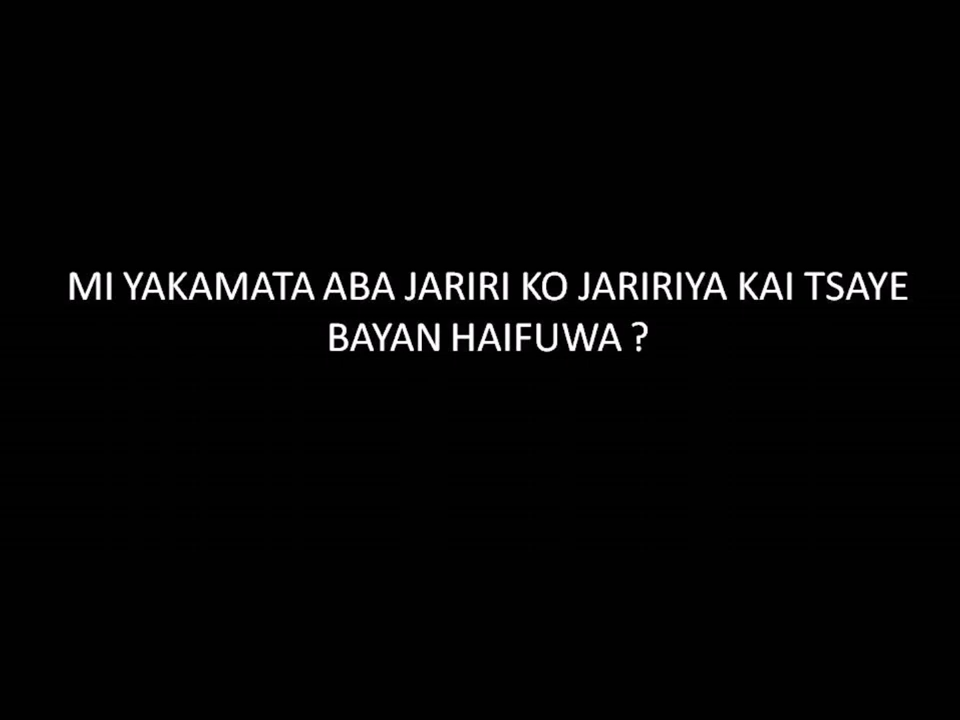 MI YAKAMATA ABA JARIRI KO JARIRIYA KAI TSAYE
BAYAN HAIFUWA ?